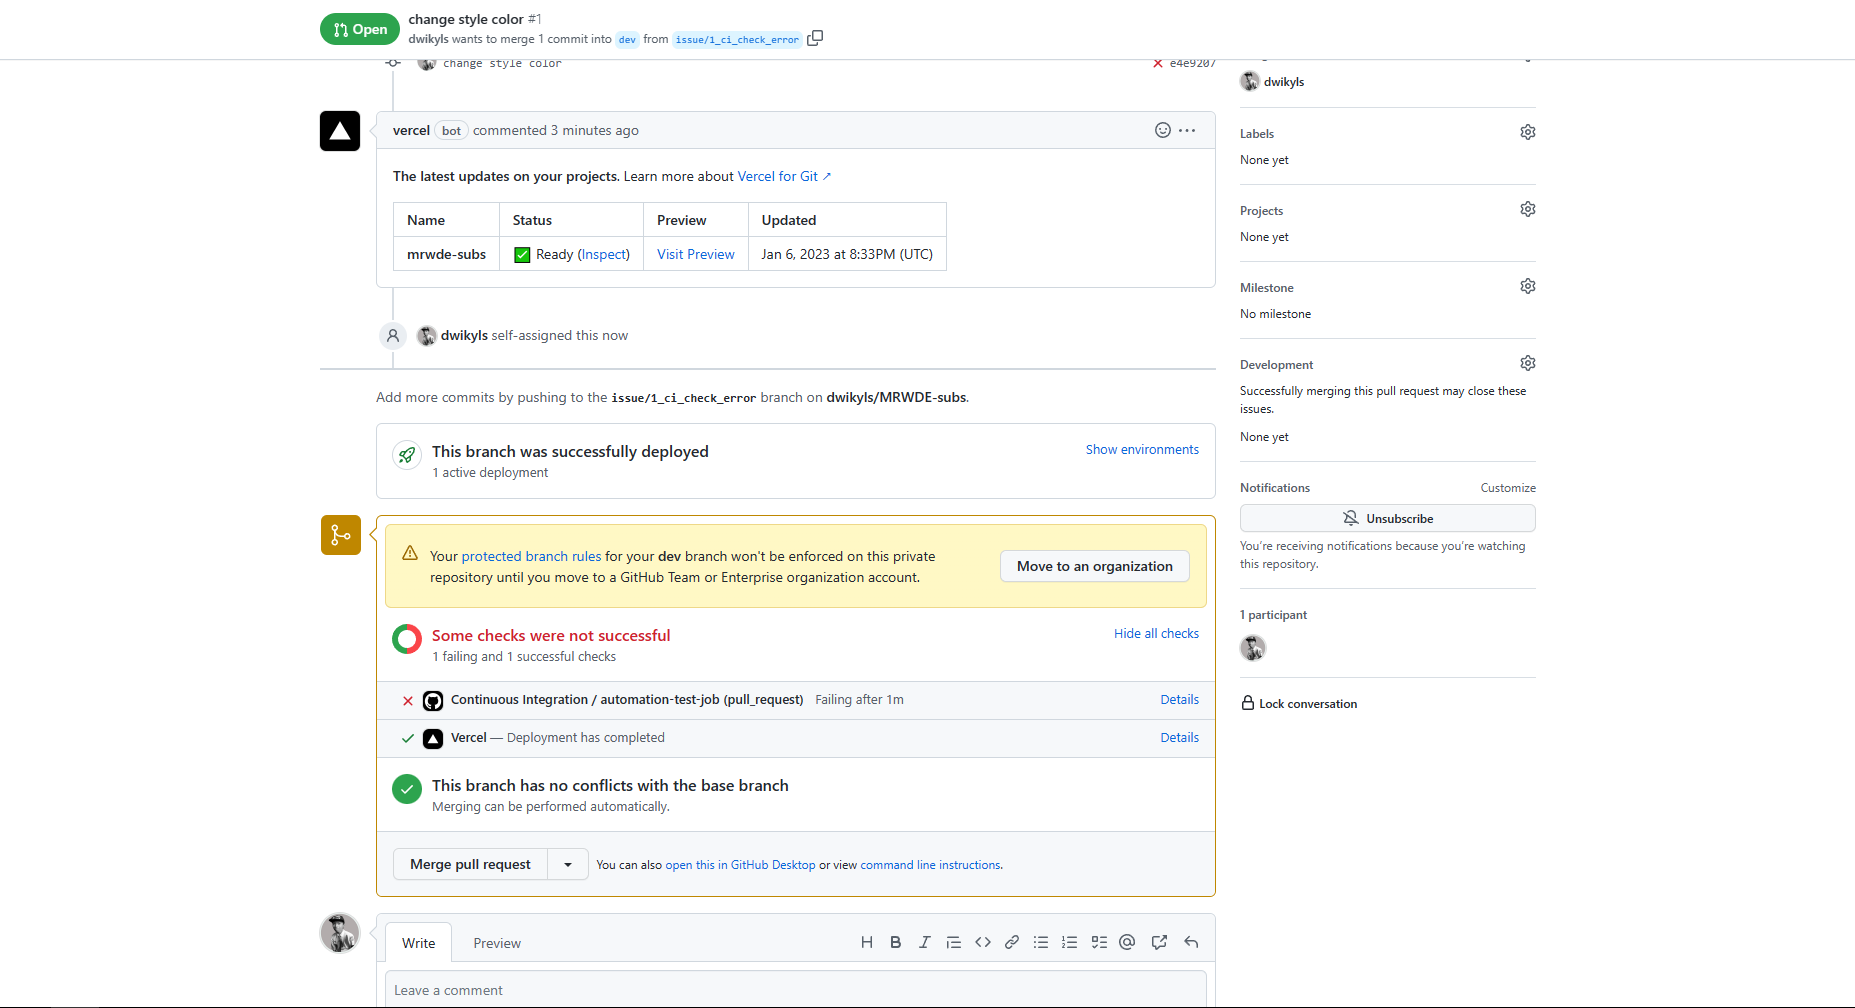 Open
change style color #1
dwikyls wants to merge 1 commit into dev from issue/1_ci_check_error
change style color
e4e9207
dwikyls
vercel bot commented 3 minutes ago
The latest updates on your projects. Learn more about Vercel for Git ↗
Name Status Preview Updated
mrwde-subs ✅ Ready (Inspect) Visit Preview Jan 6, 2023 at 8:33PM (UTC)
dwikyls self-assigned this now
Add more commits by pushing to the issue/1_ci_check_error branch on dwikyls/MRWDE-subs.
This branch was successfully deployed
1 active deployment
Show environments
Your protected branch rules for your dev branch won't be enforced on this private
repository until you move to a GitHub Team or Enterprise organization account.
Move to an organization
Some checks were not successful
1 failing and 1 successful checks
Hide all checks
Continuous Integration / automation-test-job (pull_request) Failing after 1m Details
Vercel — Deployment has completed Details
This branch has no conflicts with the base branch
Merging can be performed automatically.
Merge pull request
You can also open this in GitHub Desktop or view command line instructions.
Write Preview
Leave a comment
Labels
None yet
Projects
None yet
Milestone
No milestone
Development
Successfully merging this pull request may close these
issues.
None yet
Notifications Customize
Unsubscribe
You're receiving notifications because you're watching
this repository.
1 participant
Lock conversation